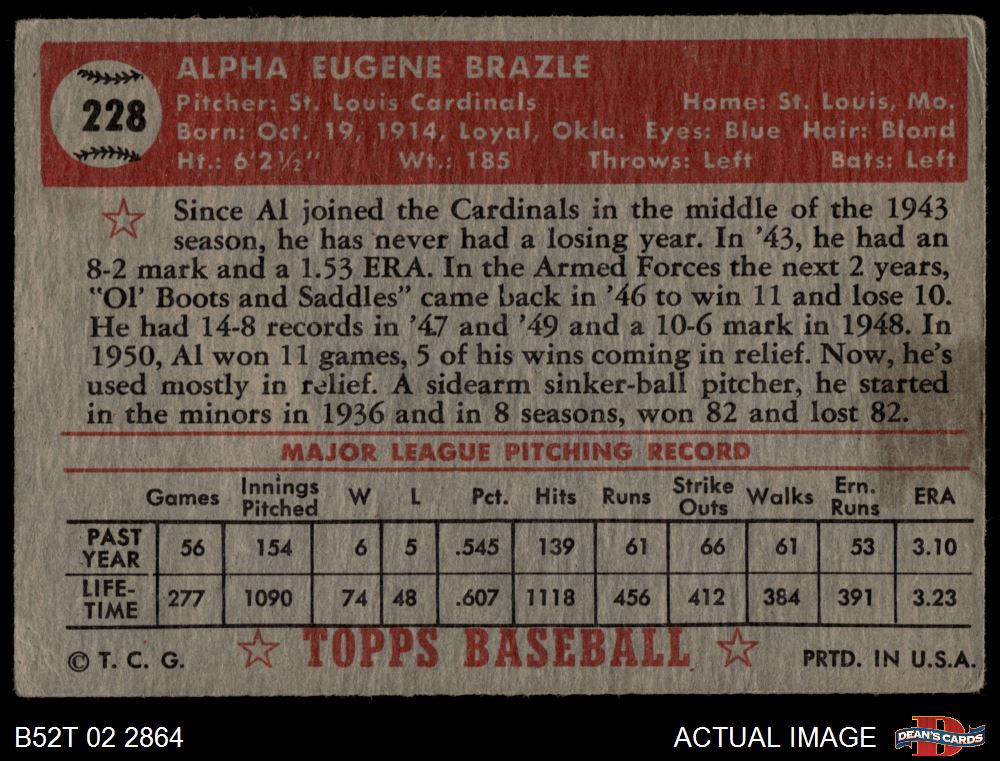 228
ALPHA EUGENE BRAZLE
Pitcher: St. Louis Cardinals Home: St. Louis, Mo.
Born: Oct. 19, 1914, Loyal, Okla. Eyes: Blue Hair: Blond
Ht.: 6'2½" Wt.: 185 Throws: Left Bats: Left
Since Al joined the Cardinals in the middle of the 1943
season, he has never had a losing year. In '43, he had an
8-2 mark and a 1.53 ERA. In the Armed Forces the next 2 years,
"Ol' Boots and Saddles" came back in '46 to win 11 and lose 10.
He had 14-8 records in '47 and '49 and a 10-6 mark in 1948. In
1950, Al won 11 games, 5 of his wins coming in relief. Now, he's
used mostly in relief. A sidearm sinker-ball pitcher, he started
in the minors in 1936 and in 8 seasons, won 82 and lost 82.
MAJOR LEAGUE PITCHING RECORD
Games Innings Pitched W L Pct. Hits Runs Strike Outs Walks Ern. Runs ERA
PAST YEAR 56 154 6 5 .545 139 61 66 61 53 3.10
LIFE-TIME 277 1090 74 48 .607 1118 456 412 384 391 3.23
© T. C. G. TOPPS BASEBALL PRTD. IN U.S.A.
B52T 02 2864 ACTUAL IMAGE D DEAN'S CARDS